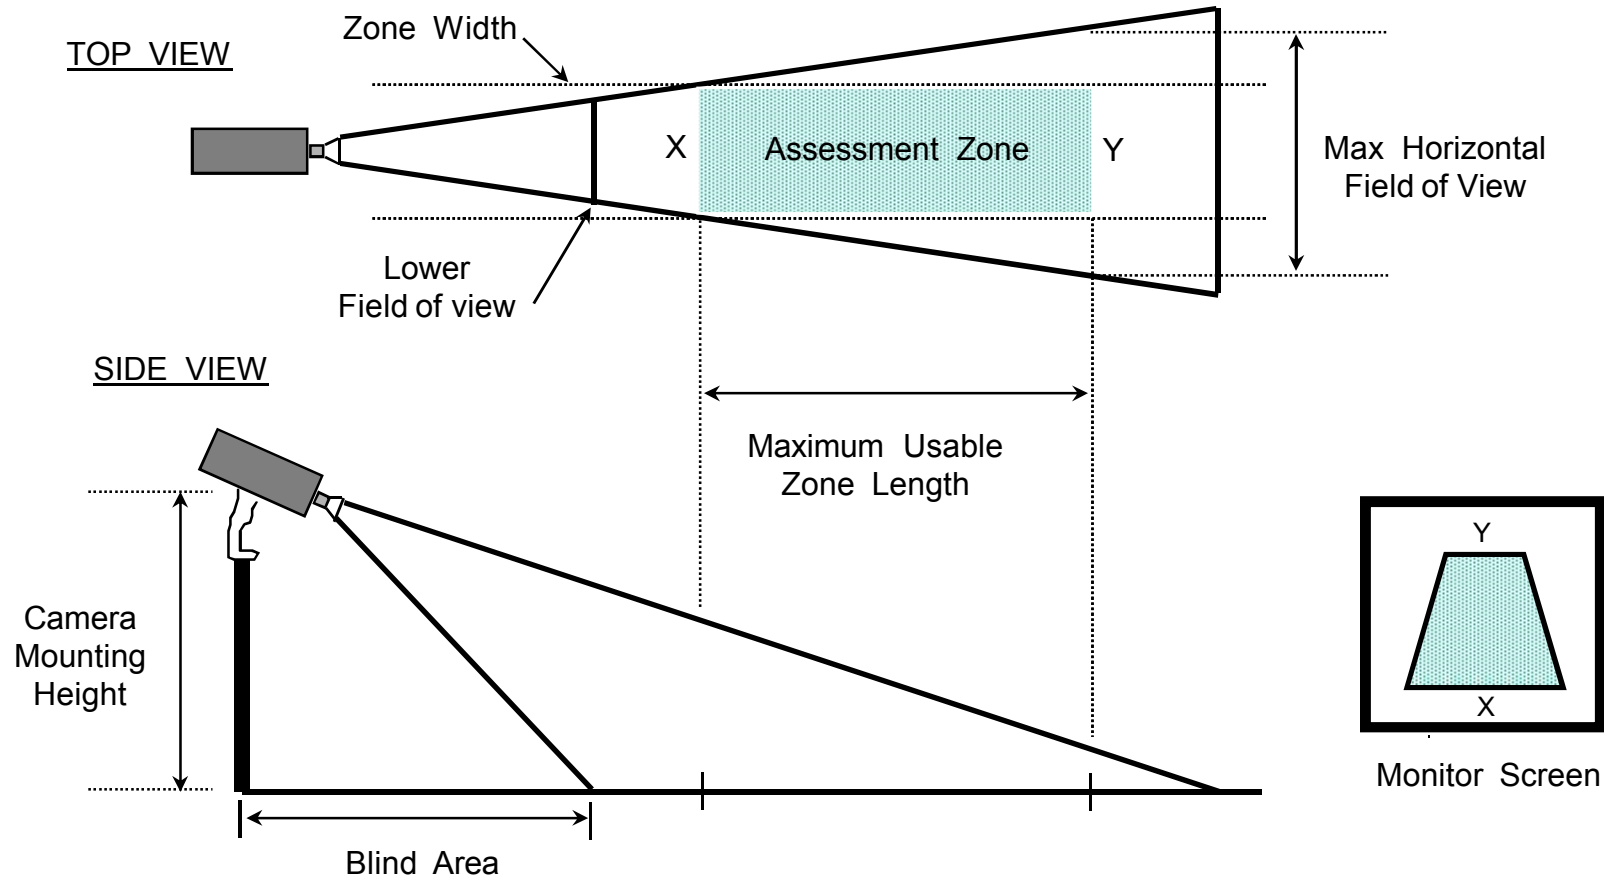 TOP VIEW
Zone Width
X
Assessment Zone
Y
Max Horizontal
Field of View
Lower
Field of view
SIDE VIEW
Maximum Usable
Zone Length
Camera
Mounting
Height
Blind Area
Y
X
Monitor Screen